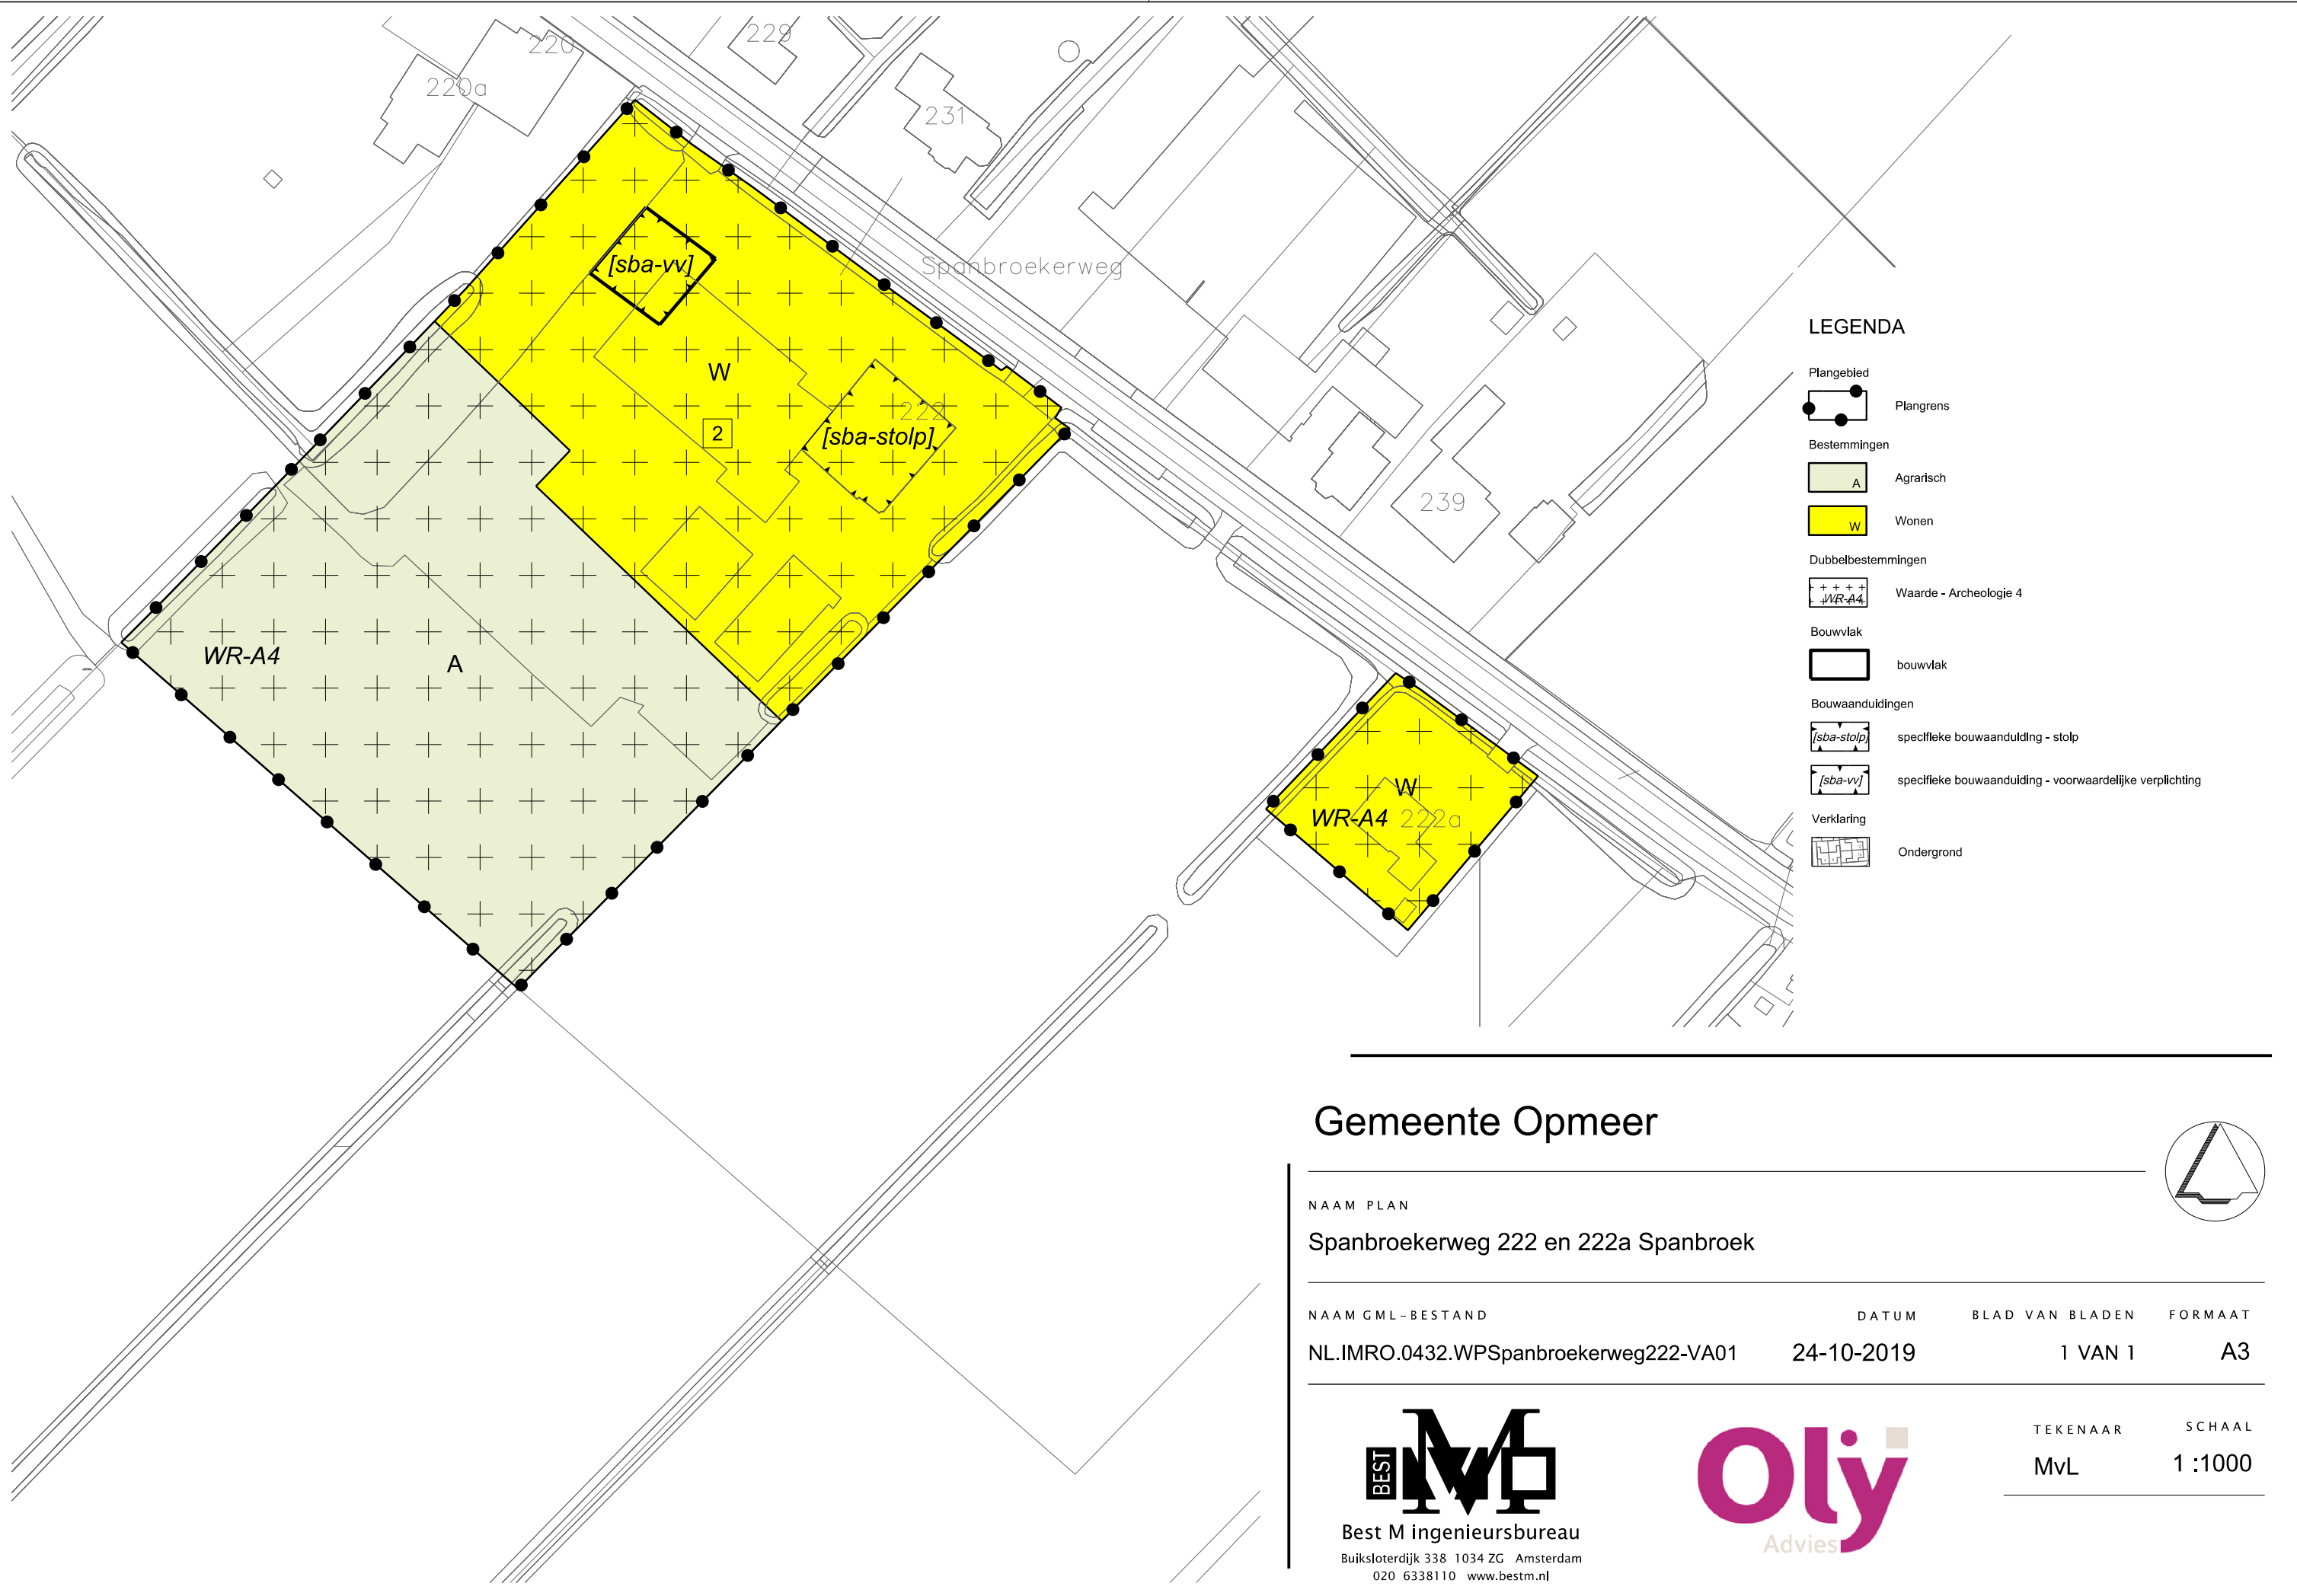 220
229
220a
231
Spanbroekerweg
[sba-vv]
W
222
2
[sba-stolp]
239
WR-A4
A
W
WR-A4 222a
LEGENDA
Plangebied
Plangrens
Bestemmingen
A Agrarisch
W Wonen
Dubbelbestemmingen
WR-A4 Waarde - Archeologie 4
Bouwvlak
bouwvlak
Bouwaanduidingen
[sba-stolp] specifieke bouwaanduiding - stolp
[sba-vv] specifieke bouwaanduiding - voorwaardelijke verplichting
Verklaring
Ondergrond
Gemeente Opmeer
NAAM PLAN
Spanbroekerweg 222 en 222a Spanbroek
NAAM GML-BESTAND DATUM BLAD VAN BLADEN FORMAAT
NL.IMRO.0432.WPSpanbroekerweg222-VA01 24-10-2019 1 VAN 1 A3
TEKENAAR SCHAAL
MvL 1 :1000
BEST M
Best M ingenieursbureau
Buiksloterdijk 338 1034 ZG Amsterdam
020 6338110 www.bestm.nl
Oly
Advies